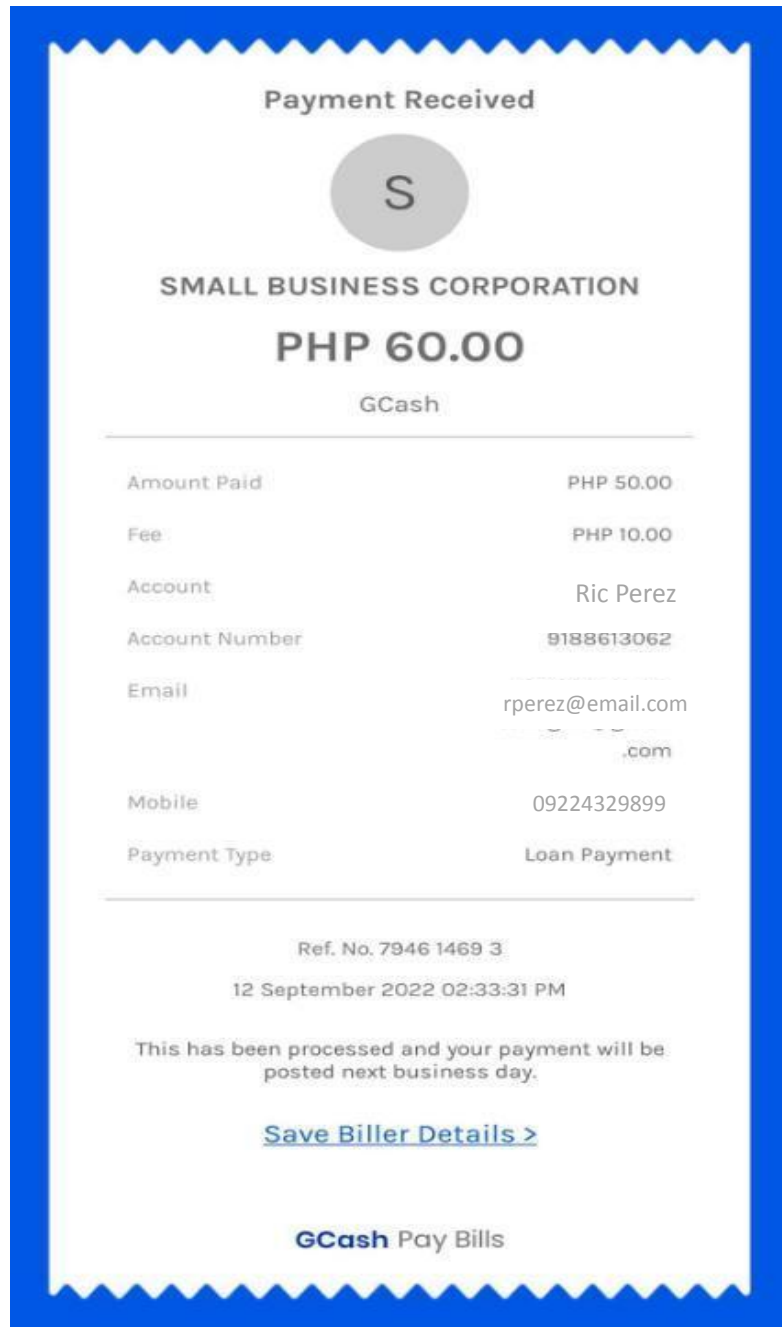 Payment Received
S
SMALL BUSINESS CORPORATION
PHP 60.00
GCash
Amount Paid PHP 50.00
Fee PHP 10.00
Account Ric Perez
Account Number 9188613062
Email rperez@email.com
.com
Mobile 09224329899
Payment Type Loan Payment
Ref. No. 7946 1469 3
12 September 2022 02:33:31 PM
This has been processed and your payment will be
posted next business day.
Save Biller Details >
GCash Pay Bills